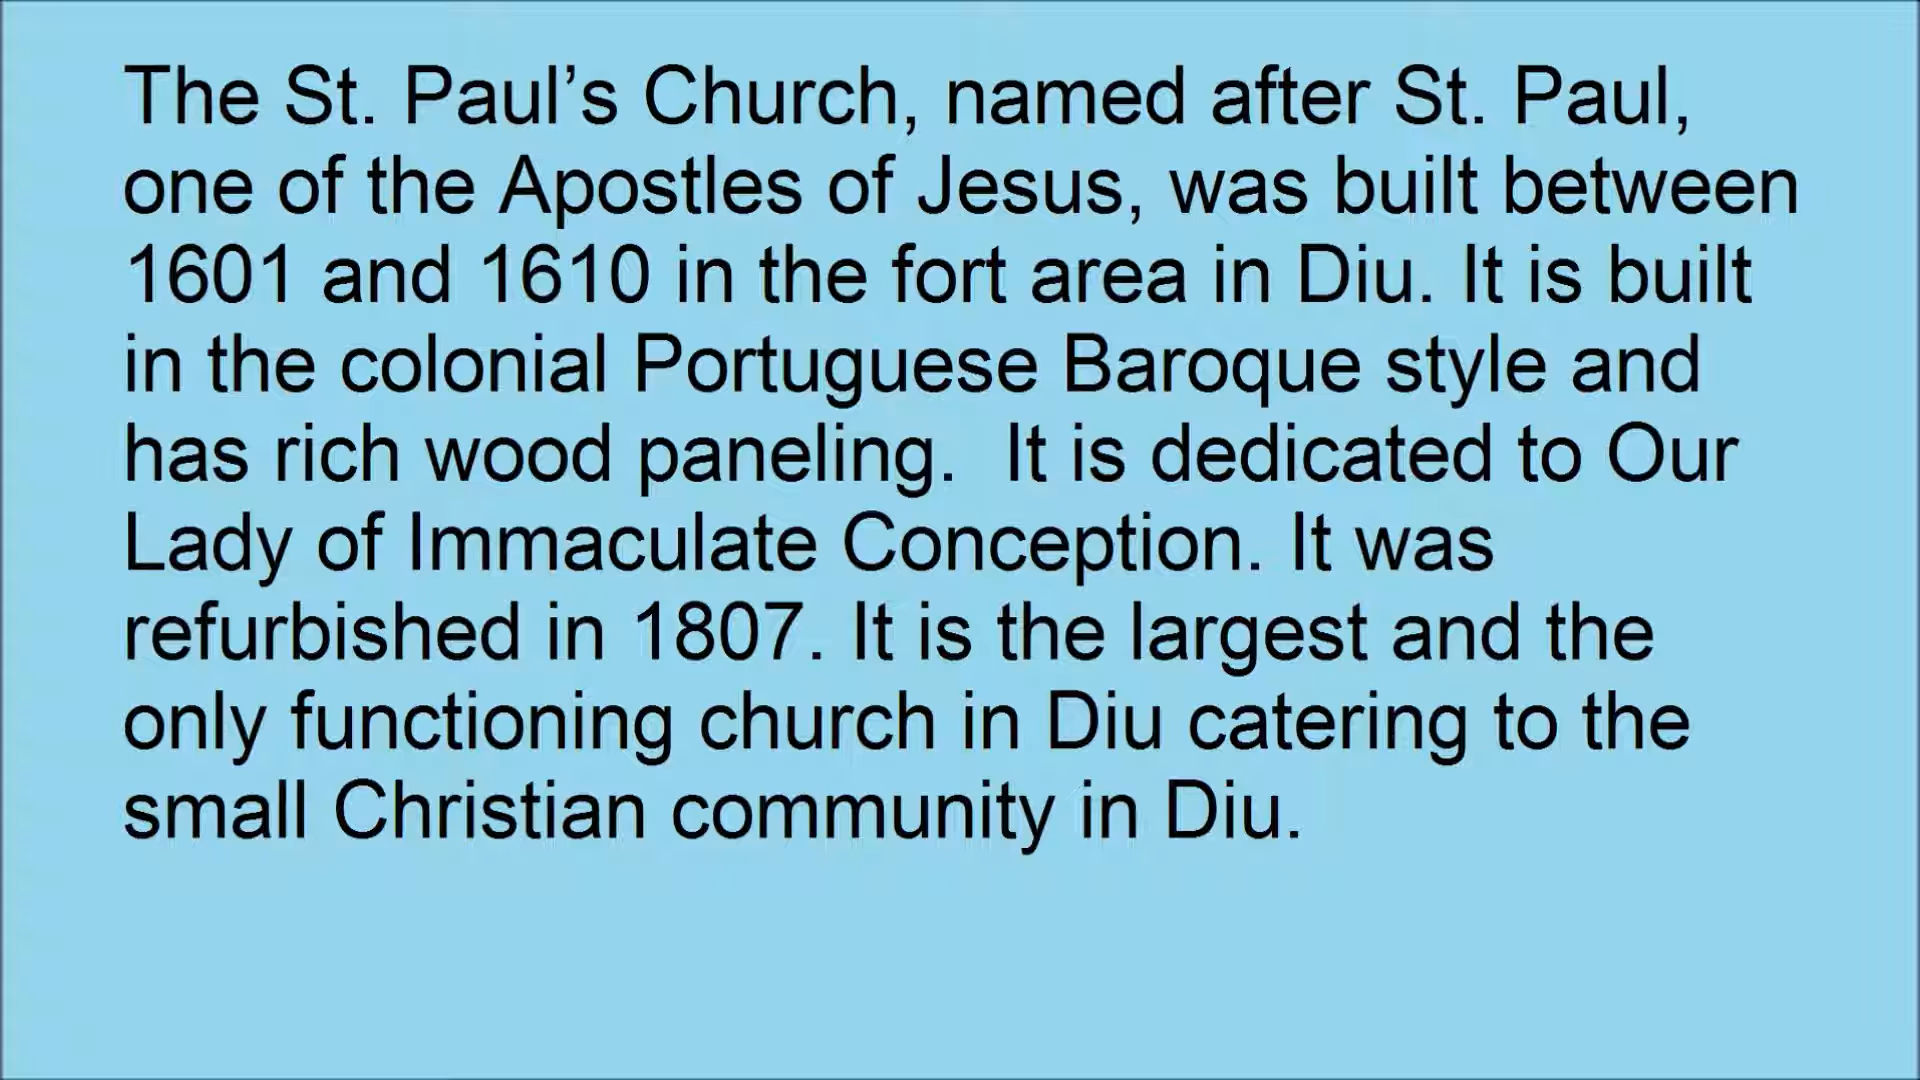 The St. Paul’s Church, named after St. Paul,
one of the Apostles of Jesus, was built between
1601 and 1610 in the fort area in Diu. It is built
in the colonial Portuguese Baroque style and
has rich wood paneling.  It is dedicated to Our
Lady of Immaculate Conception. It was
refurbished in 1807. It is the largest and the
only functioning church in Diu catering to the
small Christian community in Diu.